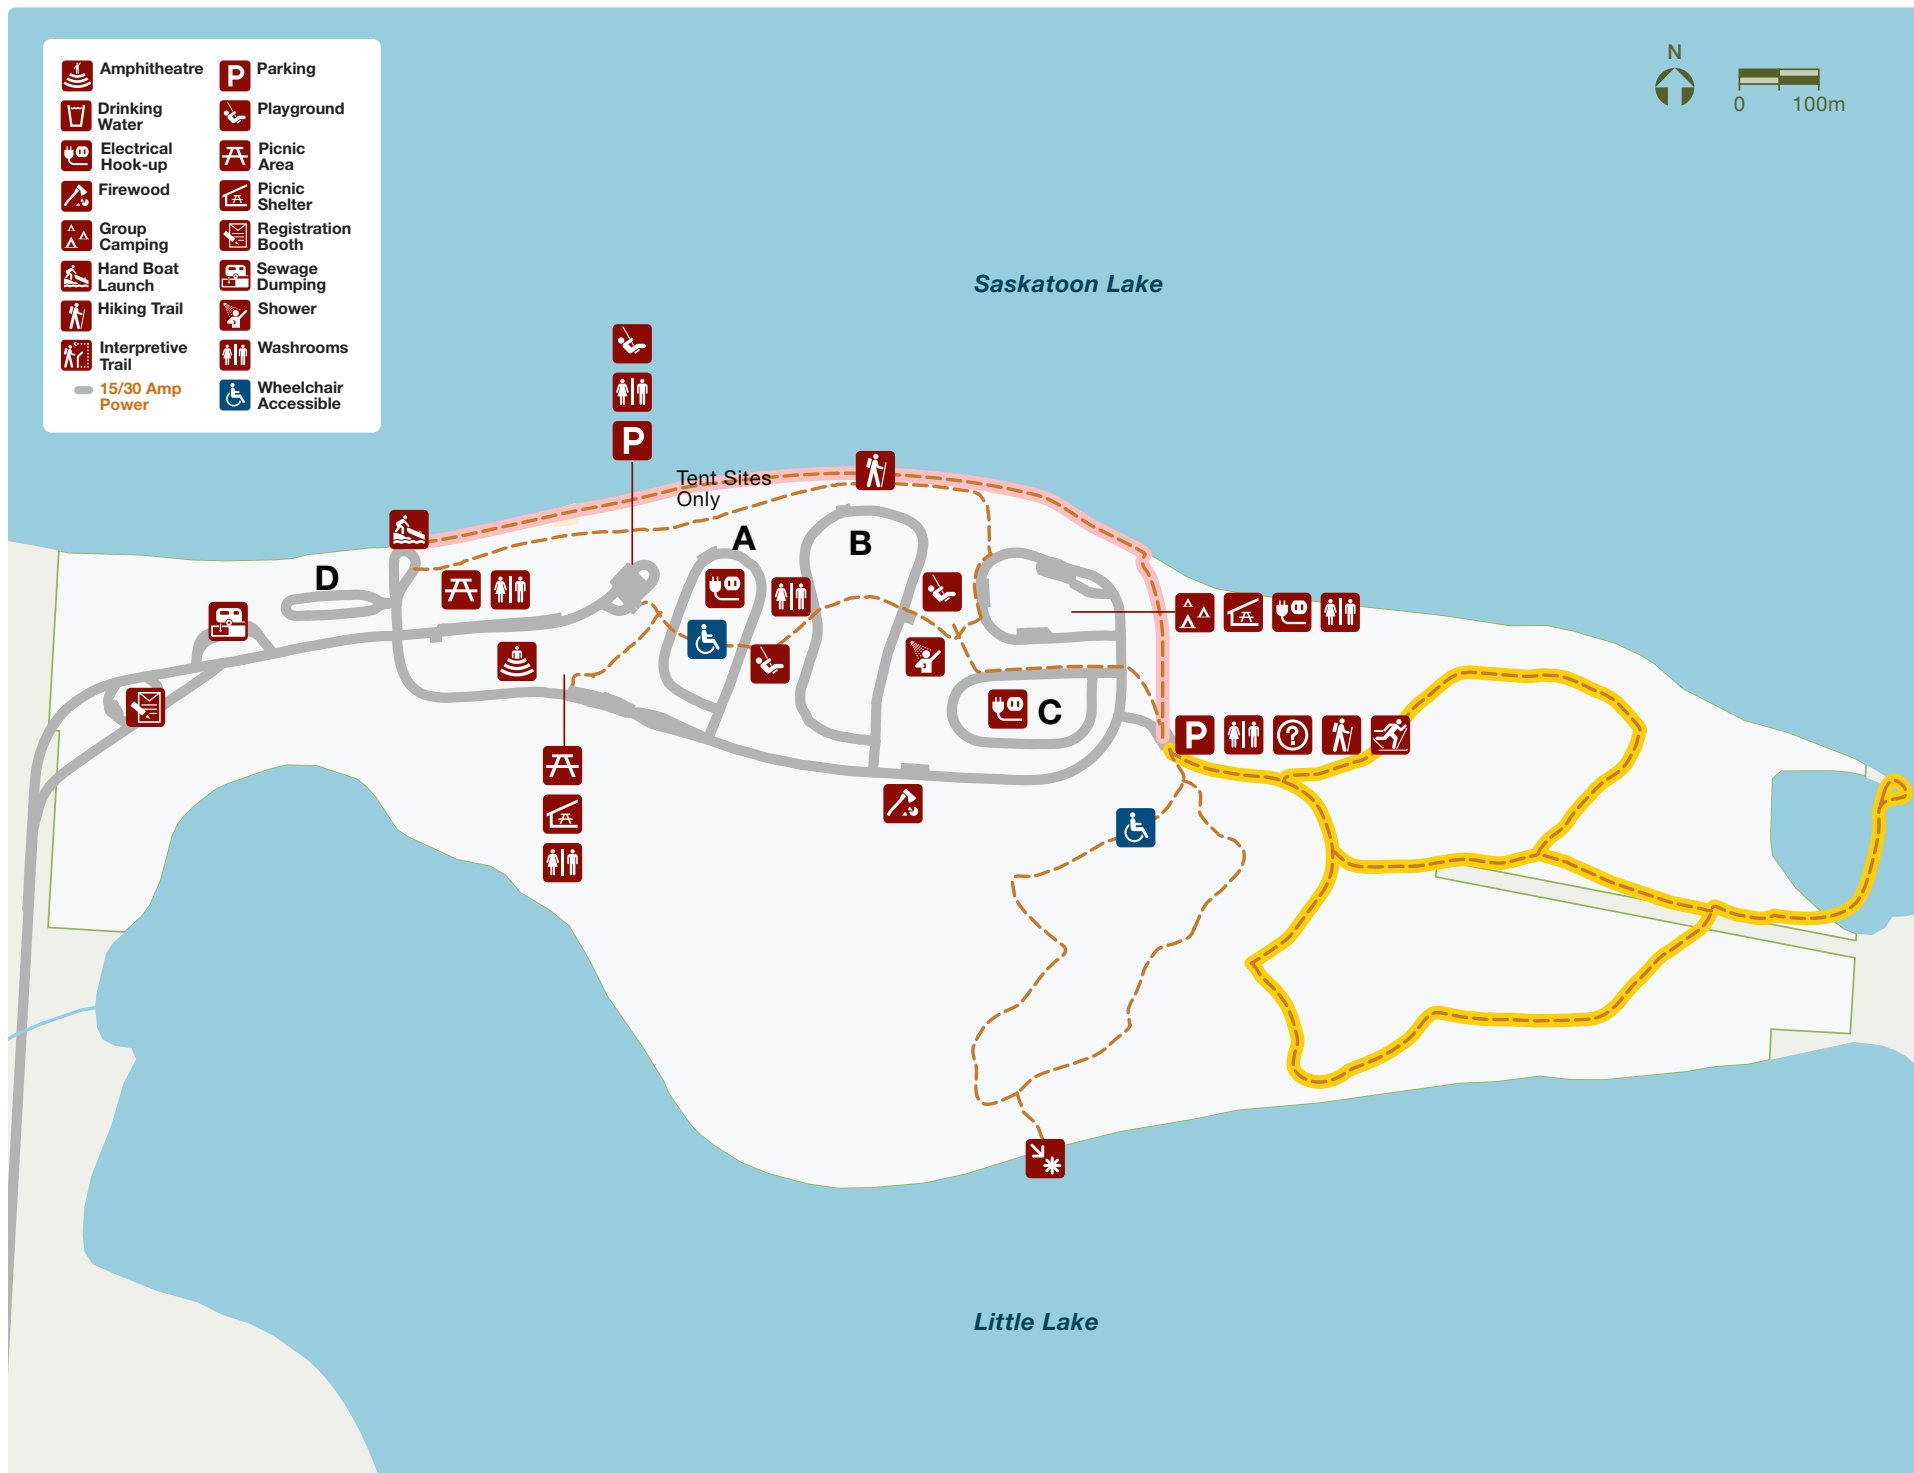 Amphitheatre
Drinking
Water
Electrical
Hook-up
Firewood
Group
Camping
Hand Boat
Launch
Hiking Trail
Interpretive
Trail
15/30 Amp
Power
P
Parking
Playground
Picnic
Area
Picnic
Shelter
Registration
Booth
Sewage
Dumping
Shower
Washrooms
Wheelchair
Accessible
N
0 100m
Saskatoon Lake
P
Tent Sites
Only
A
B
D
C
P
?
Little Lake